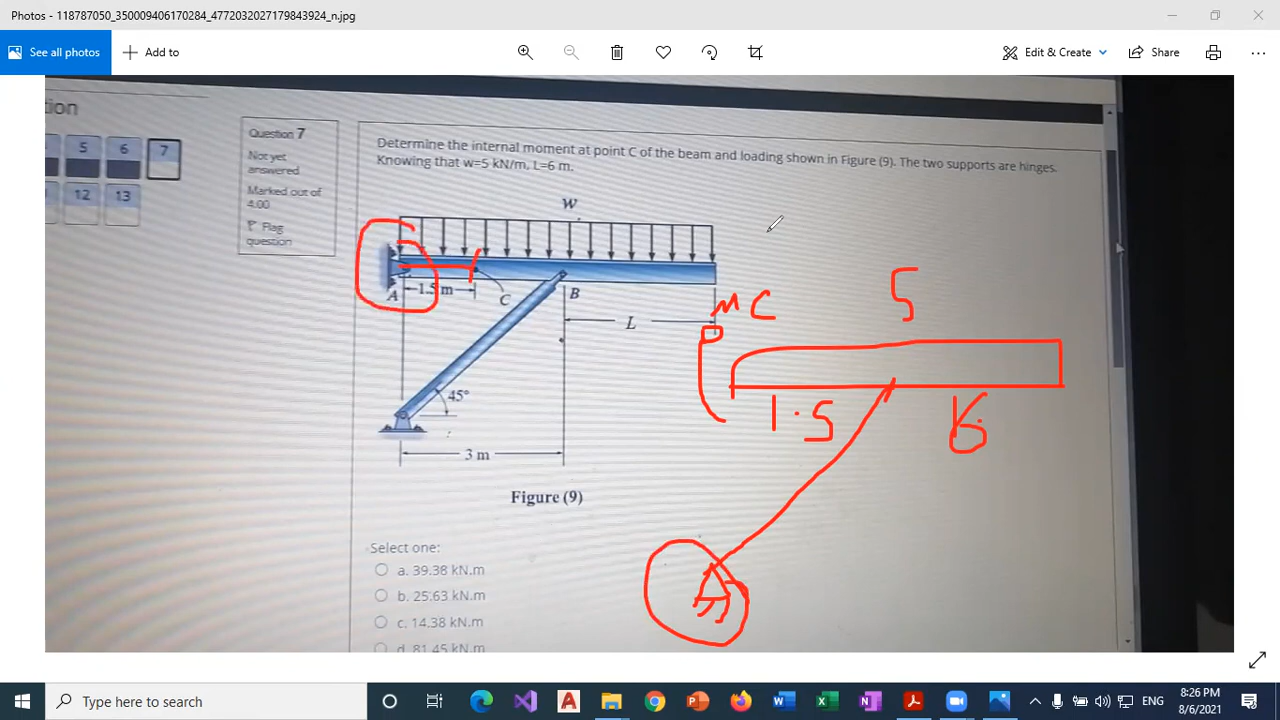 Photos - 118787050_350009406170284_4772032027179843924_n.jpg
See all photos
Add to
Edit & Create
Share
tion
5 6 7
12 13
Question 7
Not yet
answered
Marked out of
4.00
Flag
question
Determine the internal moment at point C of the beam and loading shown in Figure (9). The two supports are hinges.
Knowing that w=5 kN/m, L=6 m.
w
A
1.5 m
C
B
L
45°
3 m
Figure (9)
M C
5
1.5
6
Select one:
a. 39.38 kN.m
b. 25.63 kN.m
c. 14.38 kN.m
d. 81.45 kN.m
Type here to search
ENG
8:26 PM
8/6/2021